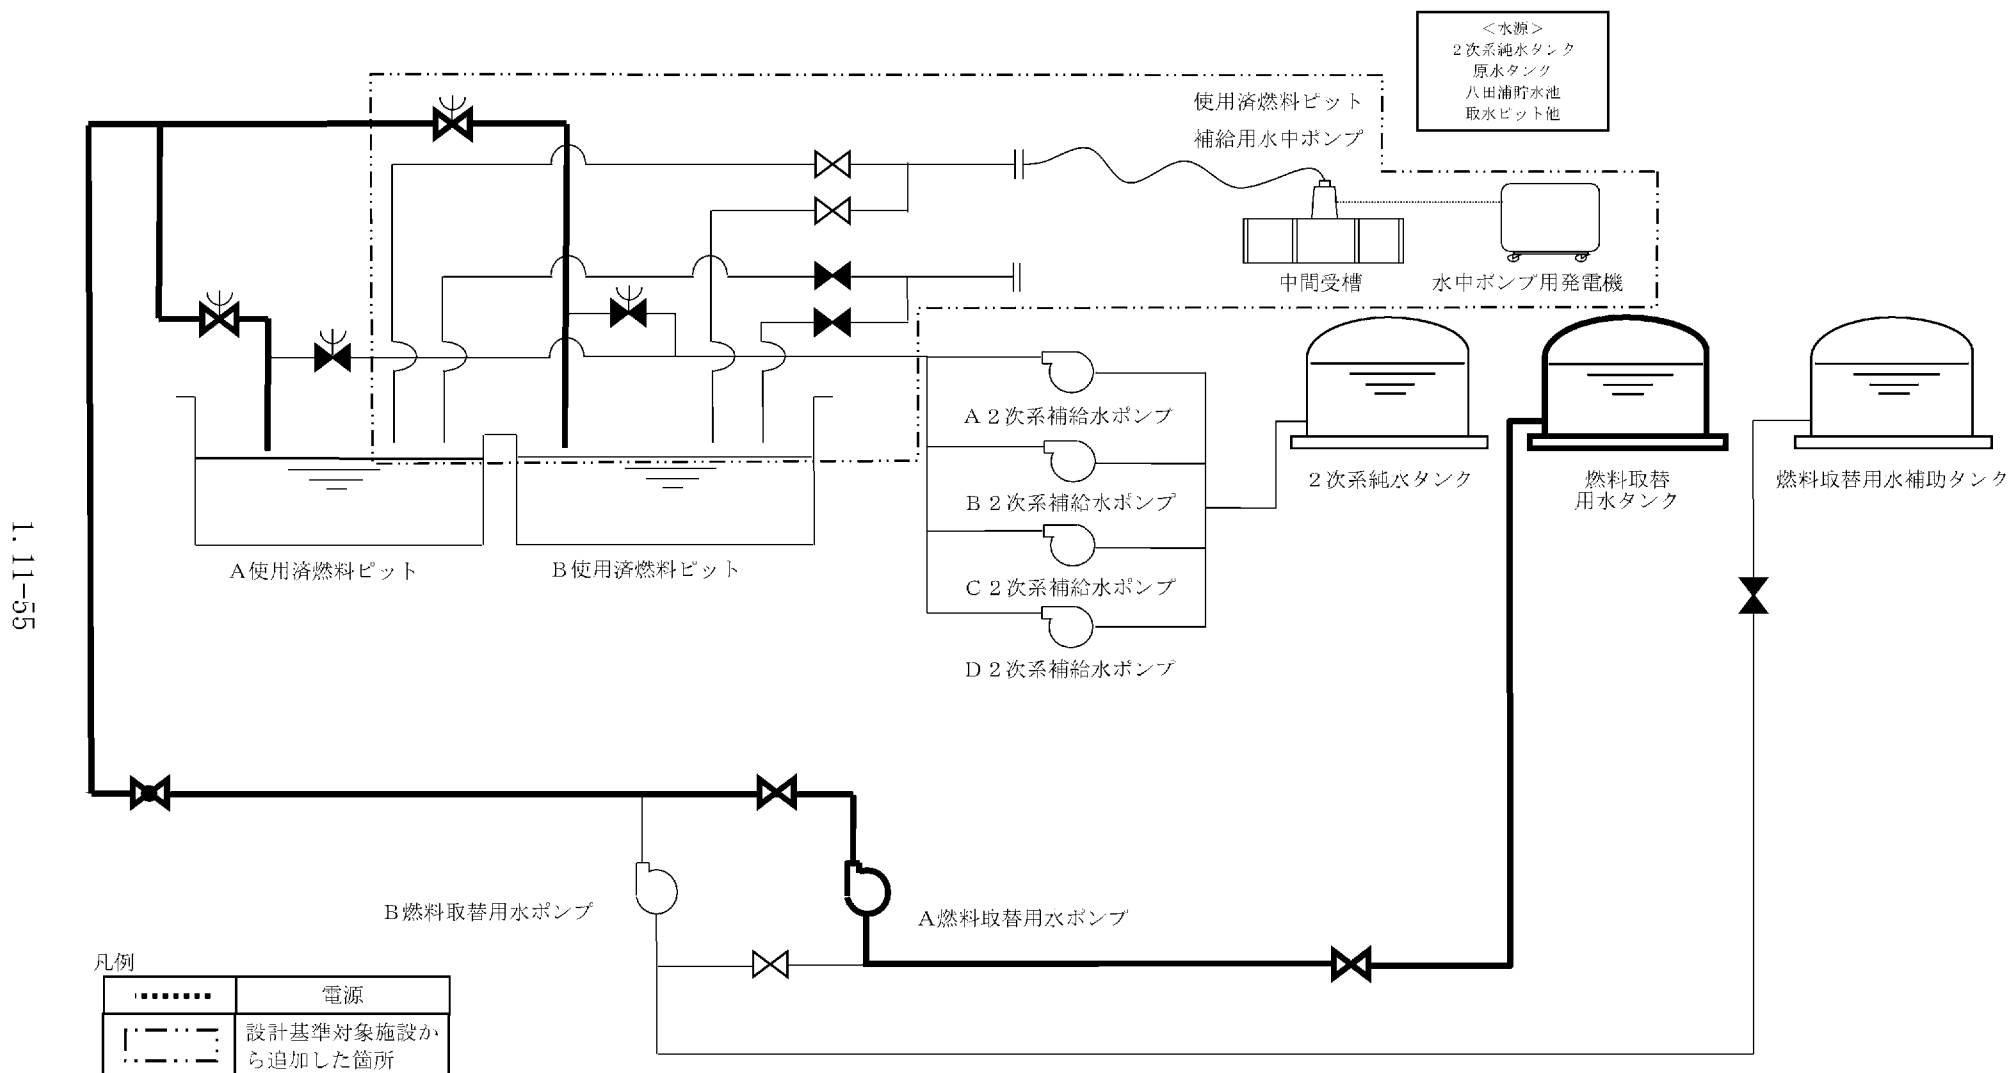 ＜水源＞
２次系純水タンク
原水タンク
八田浦貯水池
取水ピット他
使用済燃料ピット
補給用水中ポンプ
中間受槽
水中ポンプ用発電機
Ａ２次系補給水ポンプ
Ｂ２次系補給水ポンプ
Ｃ２次系補給水ポンプ
Ｄ２次系補給水ポンプ
２次系純水タンク
燃料取替
用水タンク
燃料取替用水補助タンク
Ａ使用済燃料ピット
Ｂ使用済燃料ピット
1.11-55
Ｂ燃料取替用水ポンプ
Ａ燃料取替用水ポンプ
凡例
電源
設計基準対象施設か
ら追加した箇所